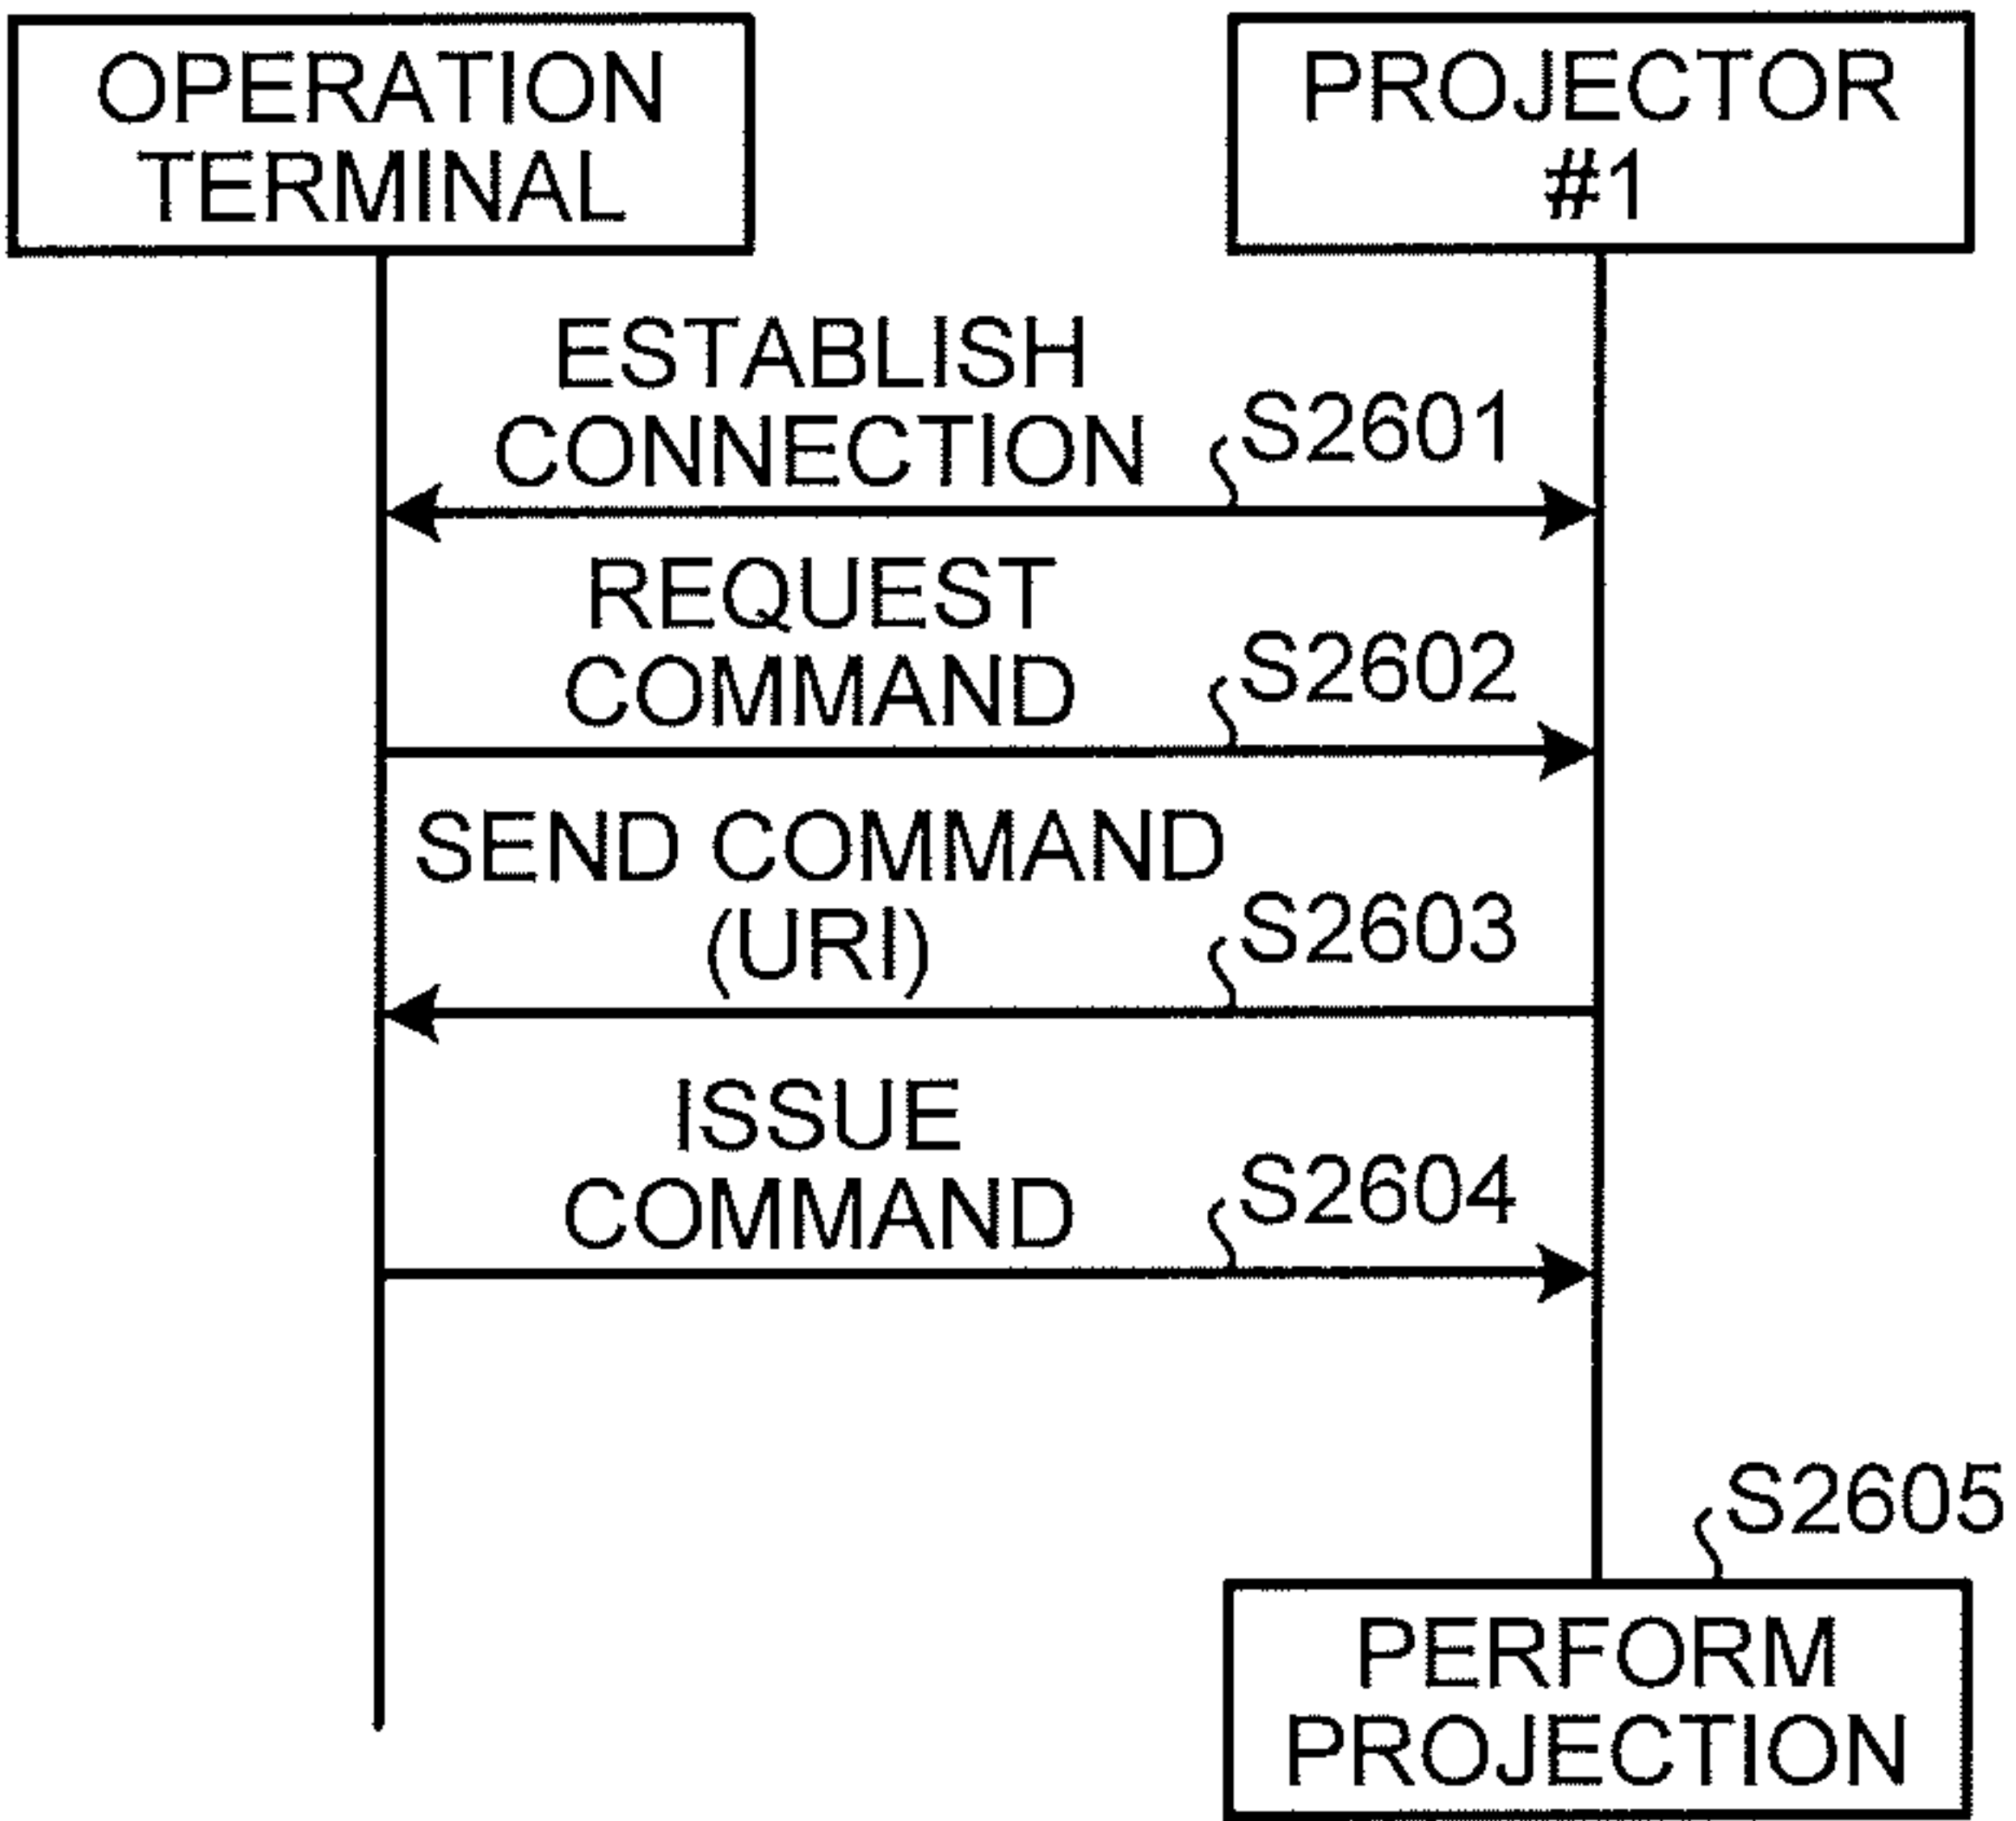 OPERATION
TERMINAL
PROJECTOR
#1
ESTABLISH
CONNECTION
S2601
REQUEST
COMMAND
S2602
SEND COMMAND
(URI)
S2603
ISSUE
COMMAND
S2604
S2605
PERFORM
PROJECTION